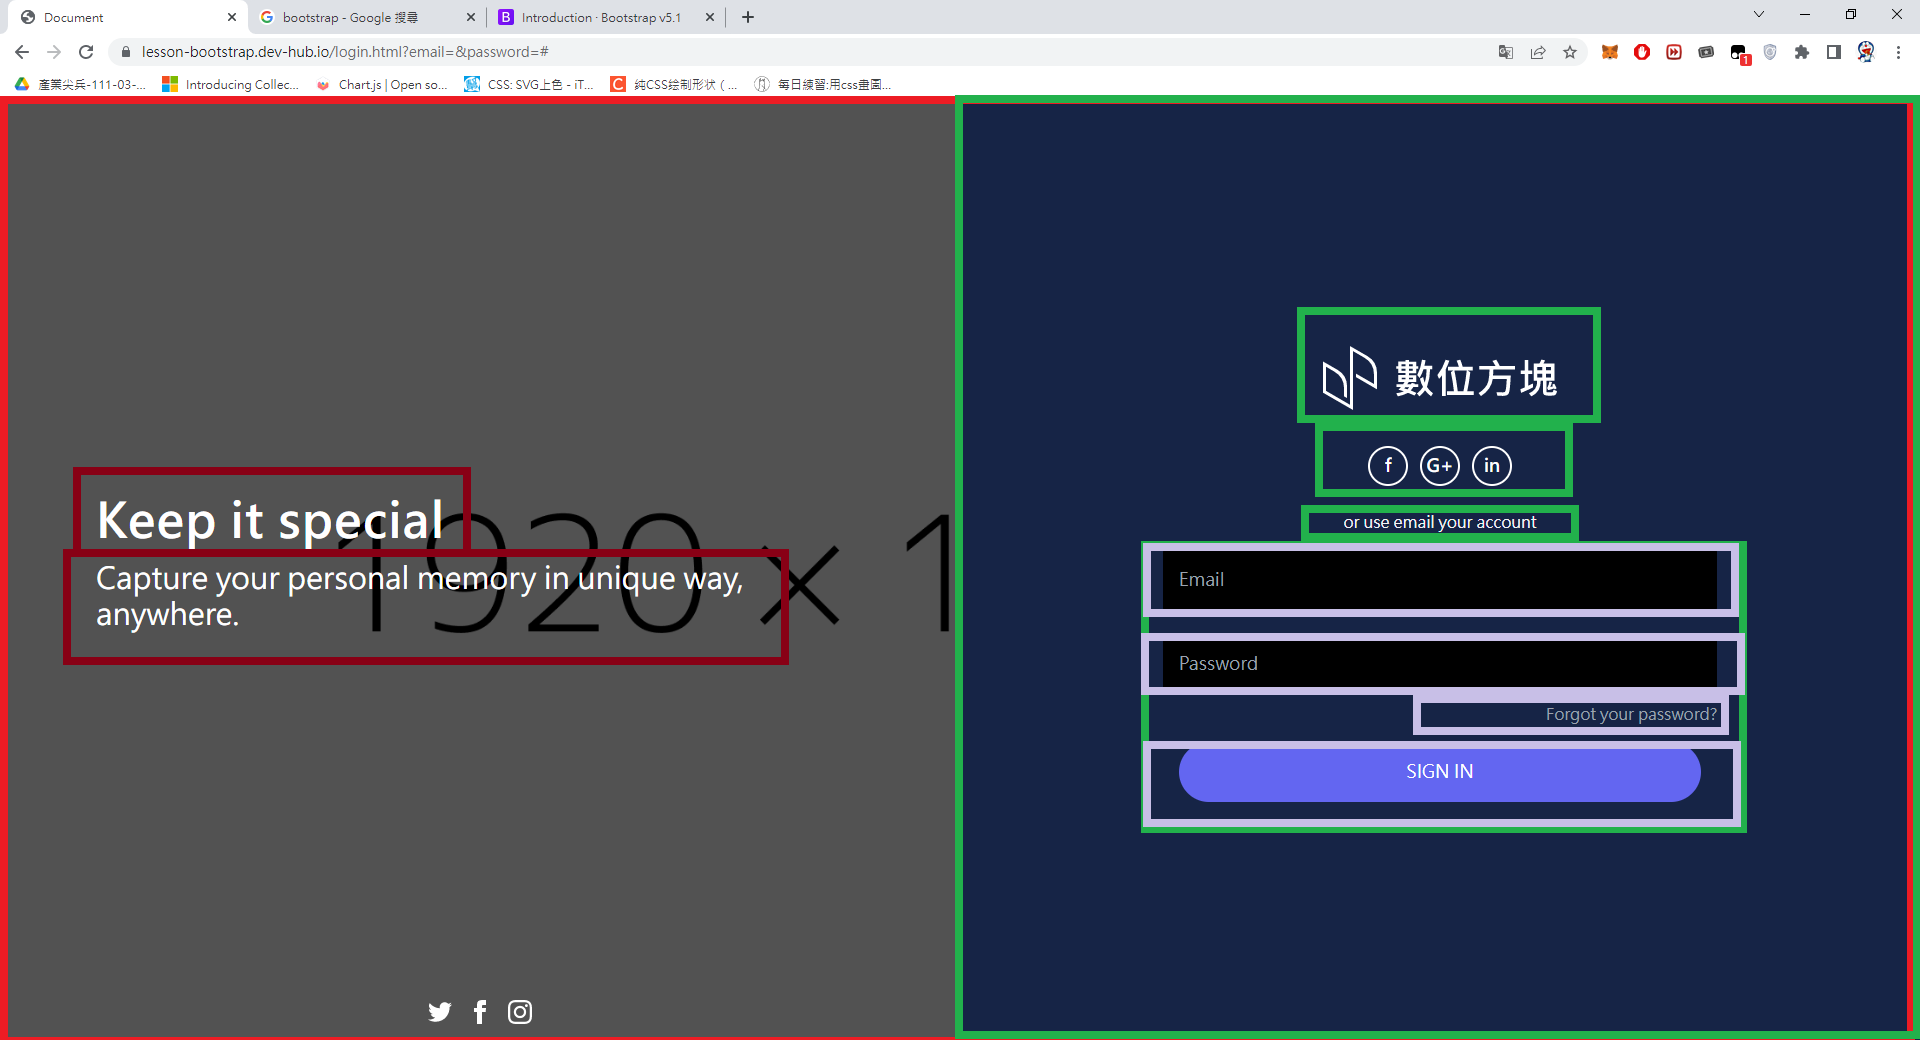 Document
bootstrap - Google 搜尋
Introduction · Bootstrap v5.1
lesson-bootstrap.dev-hub.io/login.html?email=&password=#
1
產業尖兵-111-03-...
Introducing Collec...
Chart.js | Open so...
CSS: SVG上色 - iT...
純CSS绘制形状 ( ...
每日練習:用css畫圖...
數位方塊
f G+ in
or use email your account
Keep it special
Capture your personal memory in unique way,
anywhere.
1920 × 1
Email
Password
Forgot your password?
SIGN IN